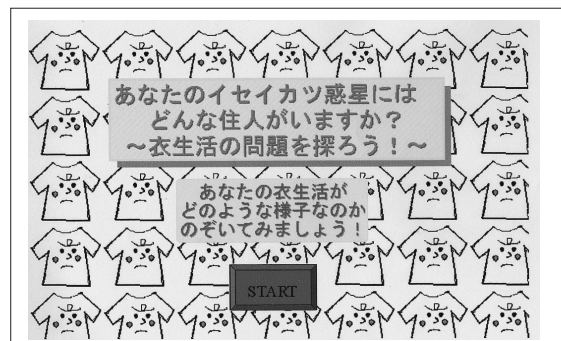 あなたのイセイカツ惑星には
どんな住人がいますか？
～衣生活の問題を探ろう！～
あなたの衣生活が
どのような様子なのか
のぞいてみましょう！
START